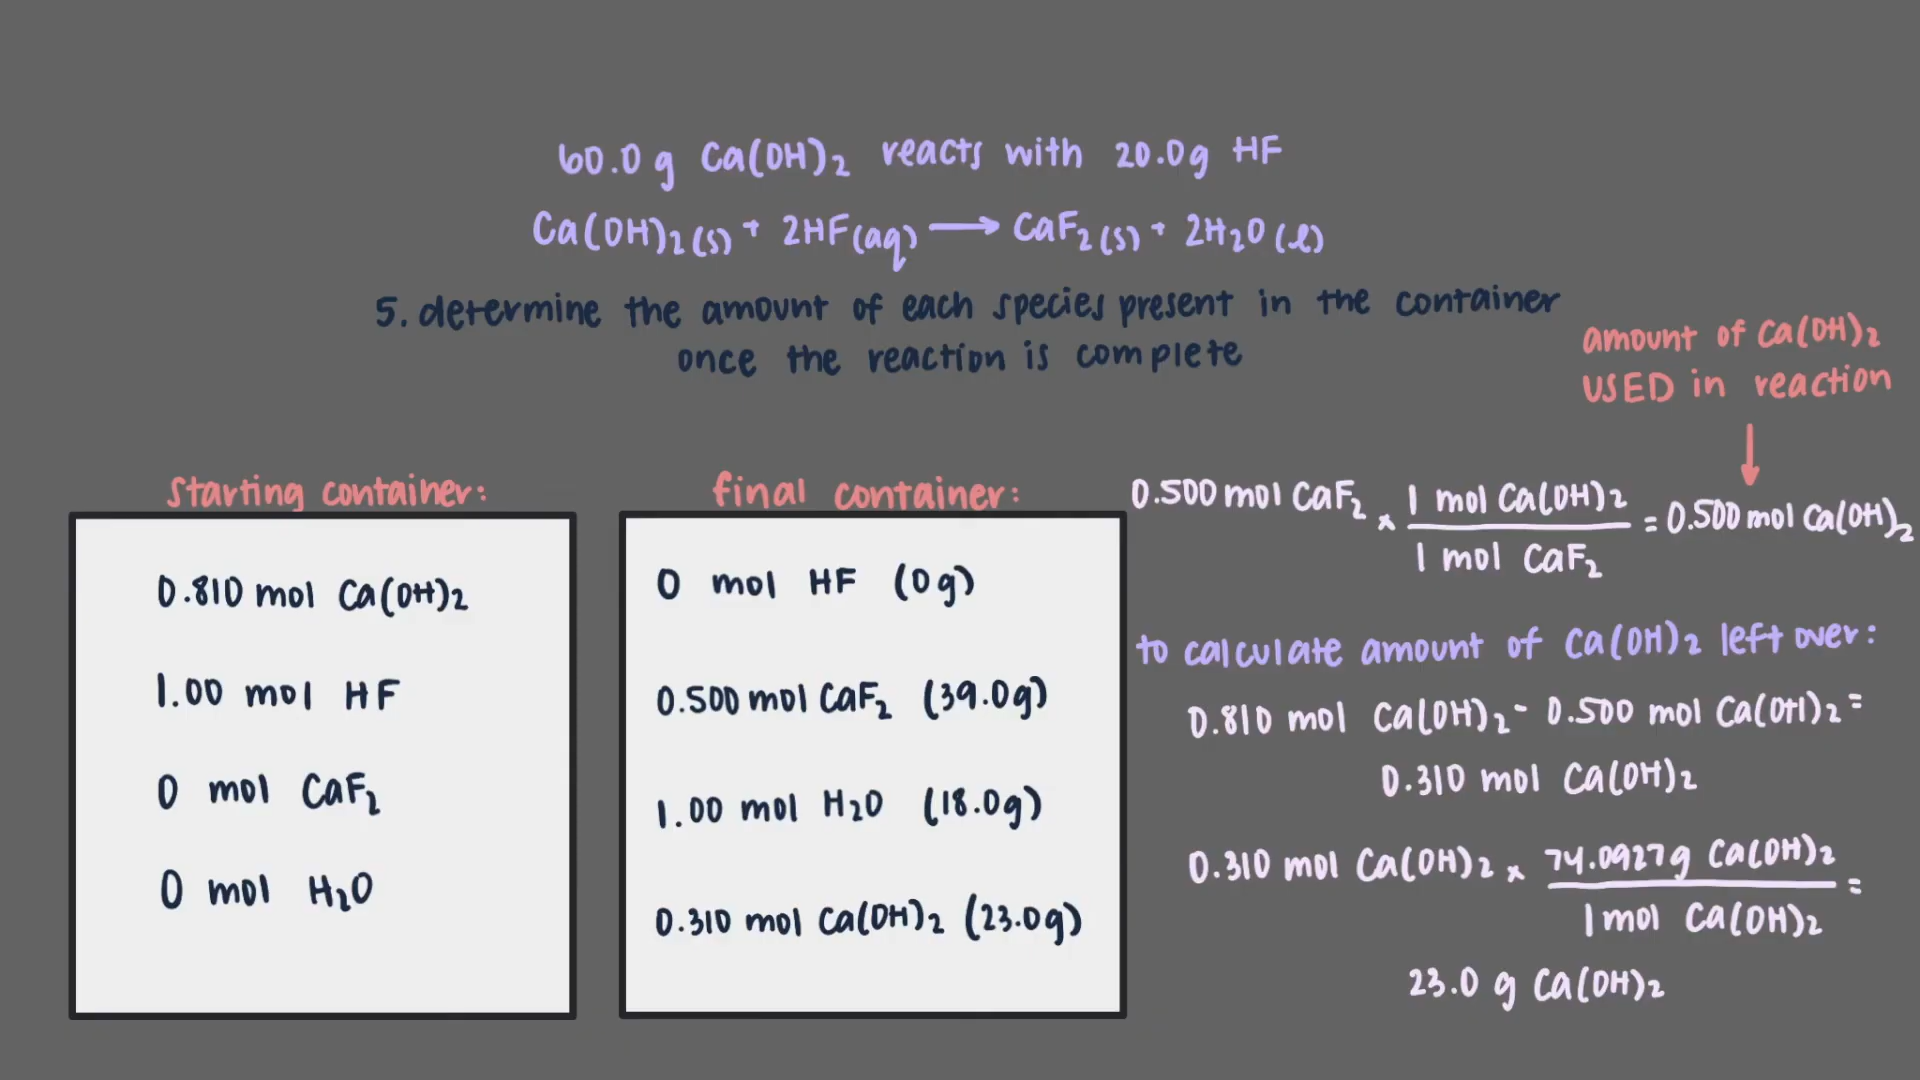 60.0 g Ca(OH)₂ reacts with 20.0g HF
Ca(OH)₂(s) + 2HF(aq) → CaF₂(s) + 2H₂O(l)
5. determine the amount of each species present in the container
once the reaction is complete
amount of Ca(OH)₂
USED in reaction
starting container:
0.810 mol Ca(OH)₂
1.00 mol HF
0 mol CaF₂
0 mol H₂O
final container:
0 mol HF (0g)
0.500 mol CaF₂ (39.0g)
1.00 mol H₂O (18.0g)
0.310 mol Ca(OH)₂ (23.0g)
0.500 mol CaF₂ × 1 mol Ca(OH)₂ / 1 mol CaF₂ = 0.500 mol Ca(OH)₂
to calculate amount of Ca(OH)₂ left over:
0.810 mol Ca(OH)₂ - 0.500 mol Ca(OH)₂ =
0.310 mol Ca(OH)₂
0.310 mol Ca(OH)₂ × 74.0927g Ca(OH)₂ / 1 mol Ca(OH)₂ =
23.0 g Ca(OH)₂